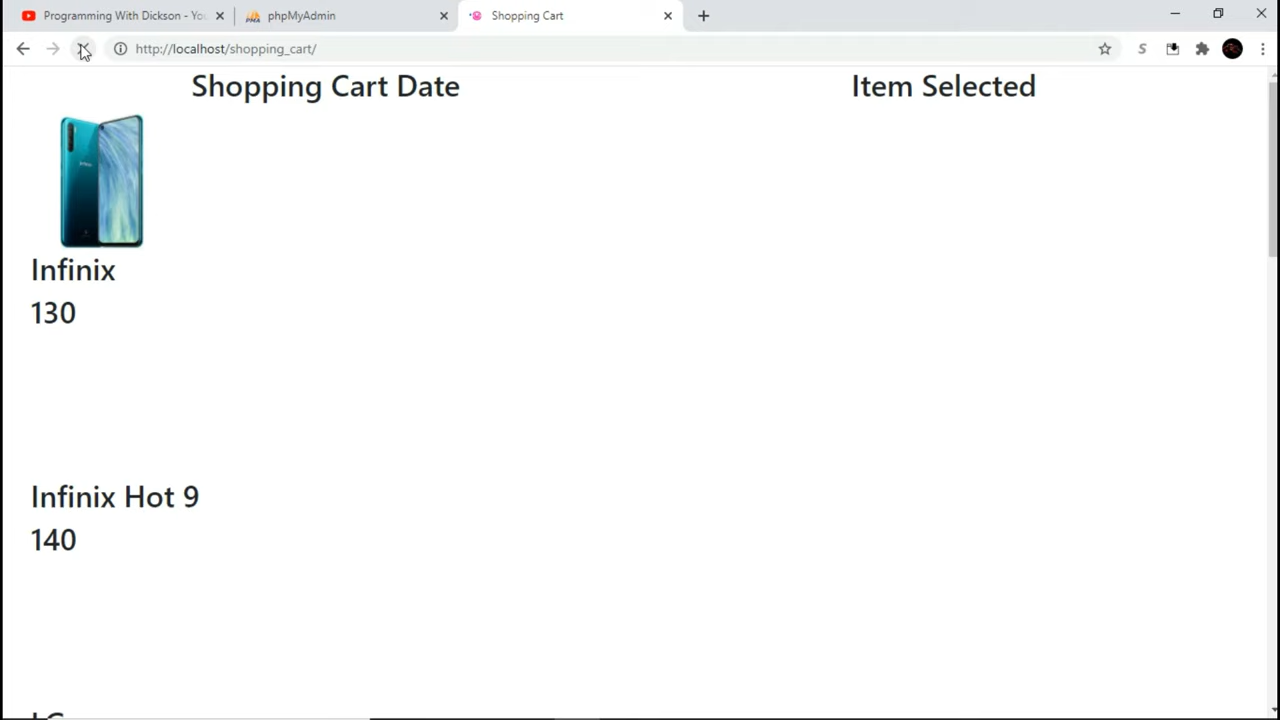 Programming With Dickson - You
phpMyAdmin
Shopping Cart
http://localhost/shopping_cart/
Shopping Cart Date
Item Selected
Infinix
130
Infinix Hot 9
140